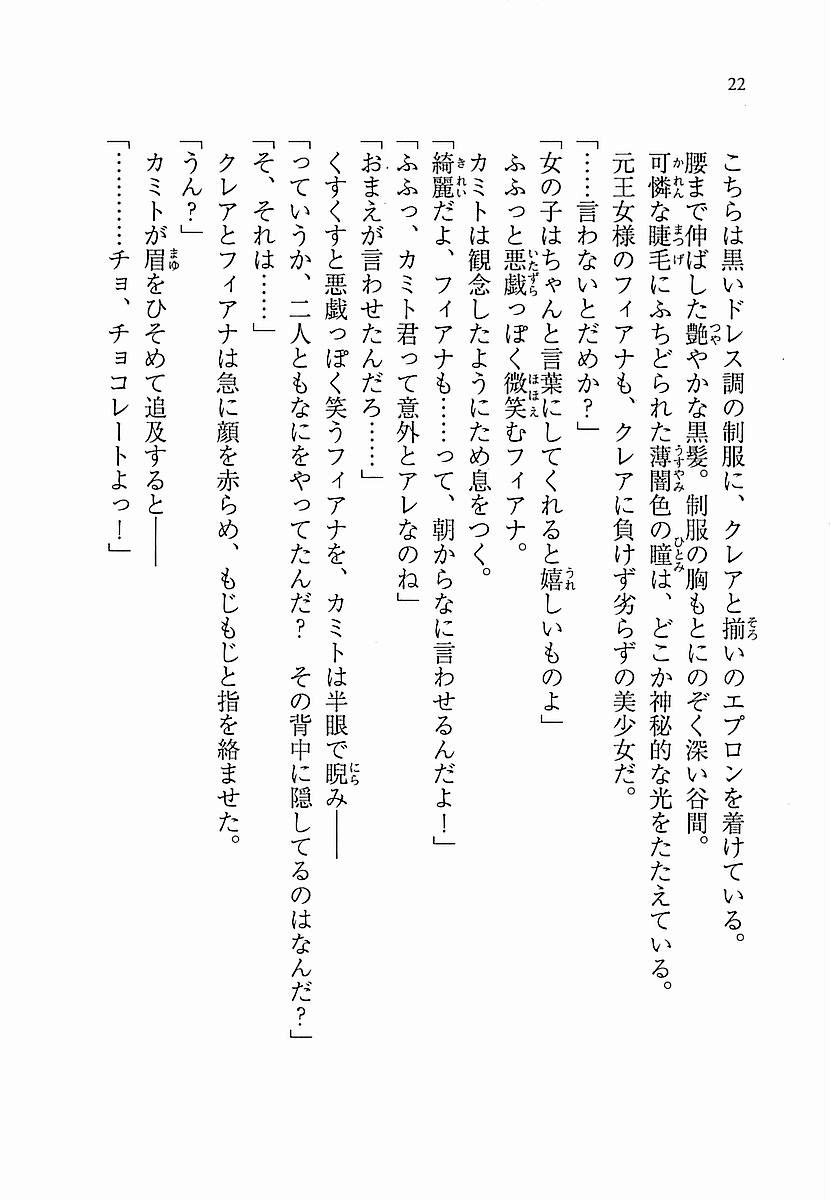 22
こちらは黒いドレス調の制服に、クレアと揃いのエプロンを着けている。
腰まで伸ばした艶やかな黒髪。制服の胸もとにのぞく深い谷間。
可憐な睫毛にふちどられた薄闇色の瞳は、どこか神秘的な光をたたえている。
元王女様のフィアナも、クレアに負けず劣らずの美少女だ。
「……言わないとだめか？」
「女の子はちゃんと言葉にしてくれると嬉しいものよ」
ふふっと悪戯っぽく微笑むフィアナ。
カミトは観念したようにため息をつく。
「綺麗だよ、フィアナも……って、朝からなに言わせるんだよ！」
「ふふっ、カミト君って意外とアレなのね」
「おまえが言わせたんだろ……」
くすくすと悪戯っぽく笑うフィアナを、カミトは半眼で睨み――
「っていうか、二人ともなにをやってたんだ？　その背中に隠してるのはなんだ？」
「そ、それは……」
クレアとフィアナは急に顔を赤らめ、もじもじと指を絡ませた。
「うん？」
カミトが眉をひそめて追及すると――
「…………チョ、チョコレートよっ！」